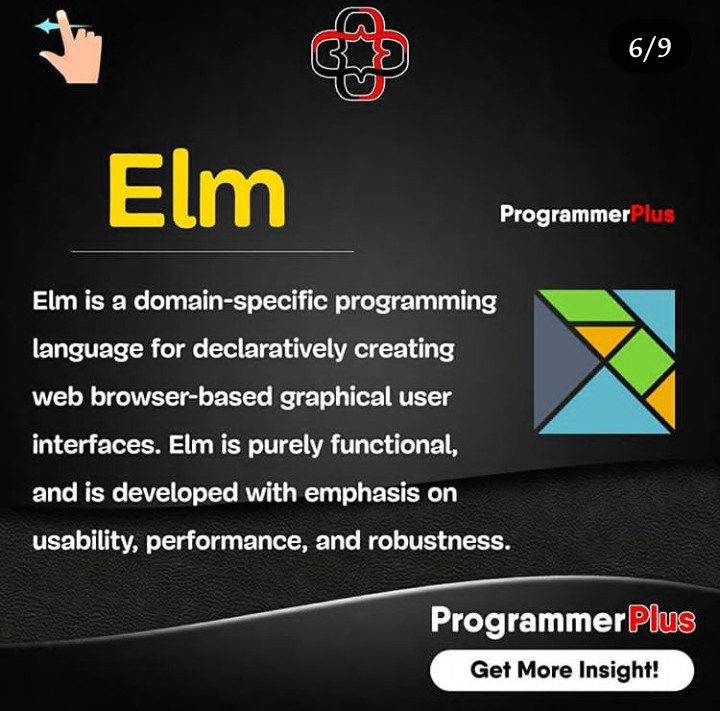 6/9
Elm
ProgrammerPlus
Elm is a domain-specific programming
language for declaratively creating
web browser-based graphical user
interfaces. Elm is purely functional,
and is developed with emphasis on
usability, performance, and robustness.
ProgrammerPlus
Get More Insight!